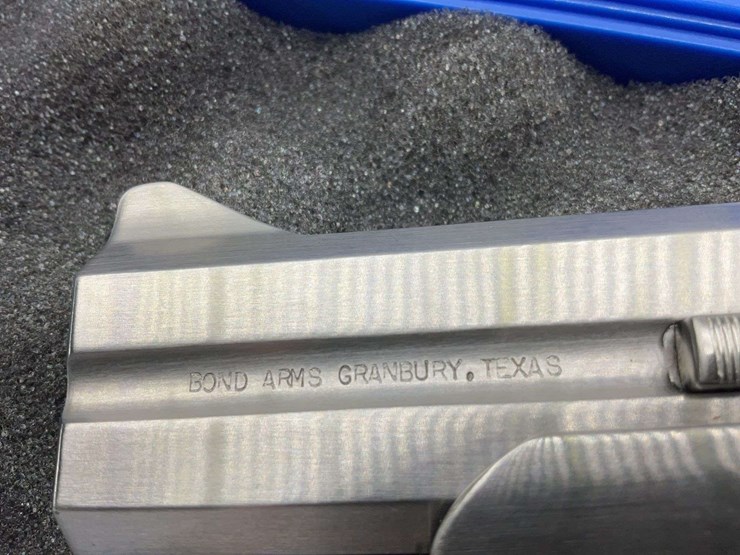 BOND ARMS GRANBURY. TEXAS